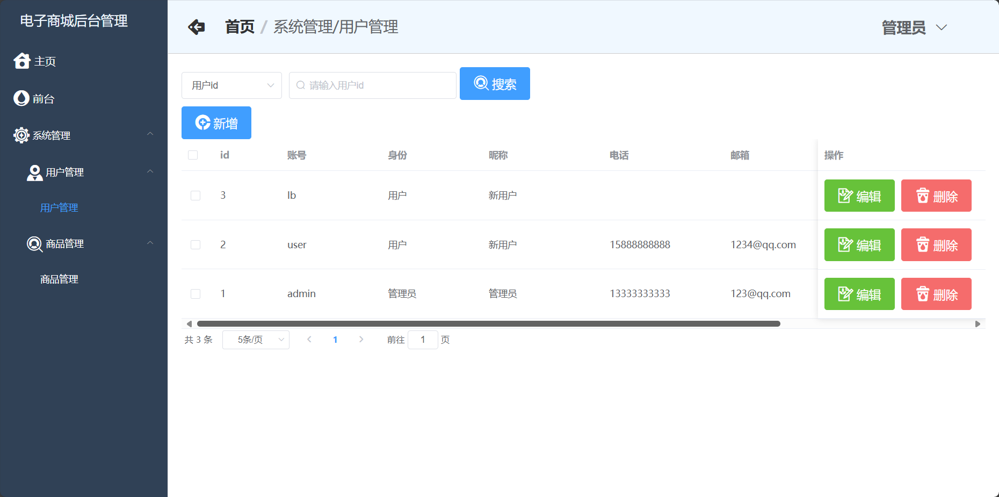 电子商城后台管理
主页
前台
系统管理
用户管理
用户管理
商品管理
商品管理
首页 / 系统管理/用户管理
管理员
用户id 请输入用户id 搜索
新增
id 账号 身份 昵称 电话 邮箱 操作
3 lb 用户 新用户 编辑 删除
2 user 用户 新用户 15888888888 1234@qq.com 编辑 删除
1 admin 管理员 管理员 13333333333 123@qq.com 编辑 删除
共 3 条 5条/页 1 前往 1 页